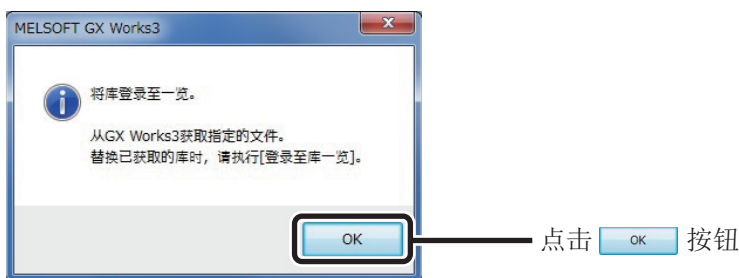 MELSOFT GX Works3
将库登录至一览。
从GX Works3获取指定的文件。
替换已获取的库时，请执行[登录至库一览]。
OK
点击 OK 按钮